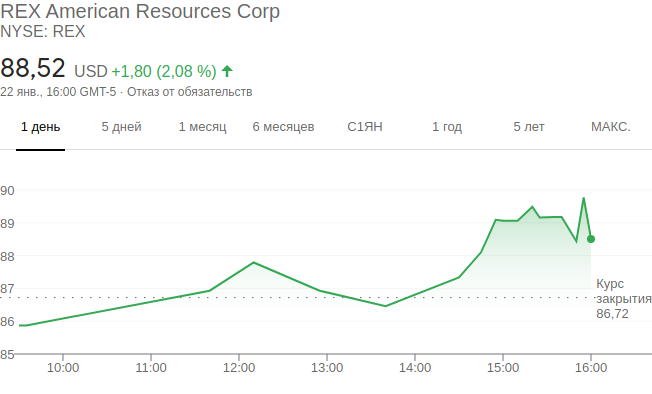 REX American Resources Corp
NYSE: REX
88,52 USD +1,80 (2,08 %)
22 янв., 16:00 GMT-5 · Отказ от обязательств
1 день 5 дней 1 месяц 6 месяцев С1ЯН 1 год 5 лет МАКС.
90
89
88
87
86
85
Курс
закрытия
86,72
10:00 11:00 12:00 13:00 14:00 15:00 16:00